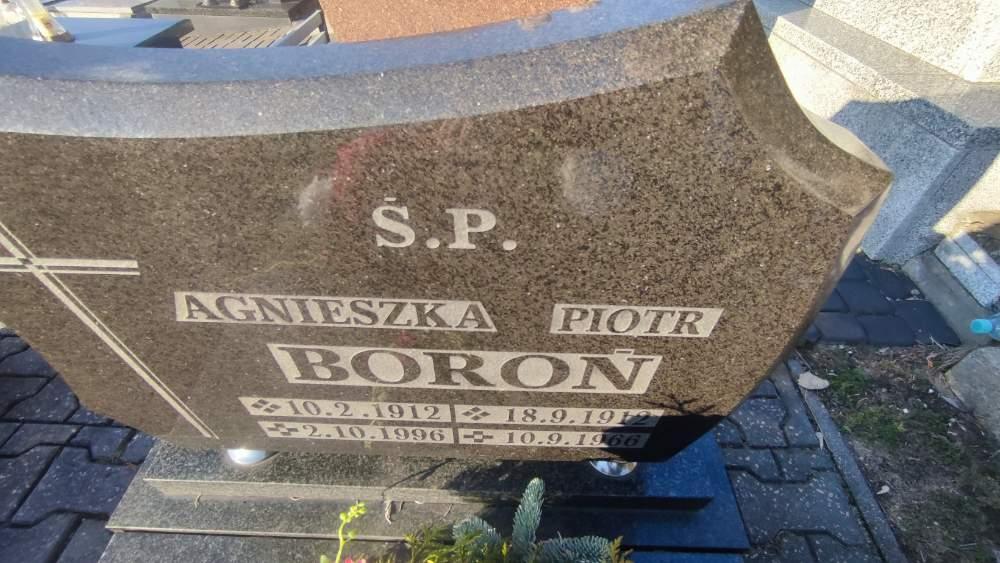 Ś.P.
AGNIESZKA PIOTR
BOROŃ
10.2.1912 18.9.1912
2.10.1996 10.9.1966